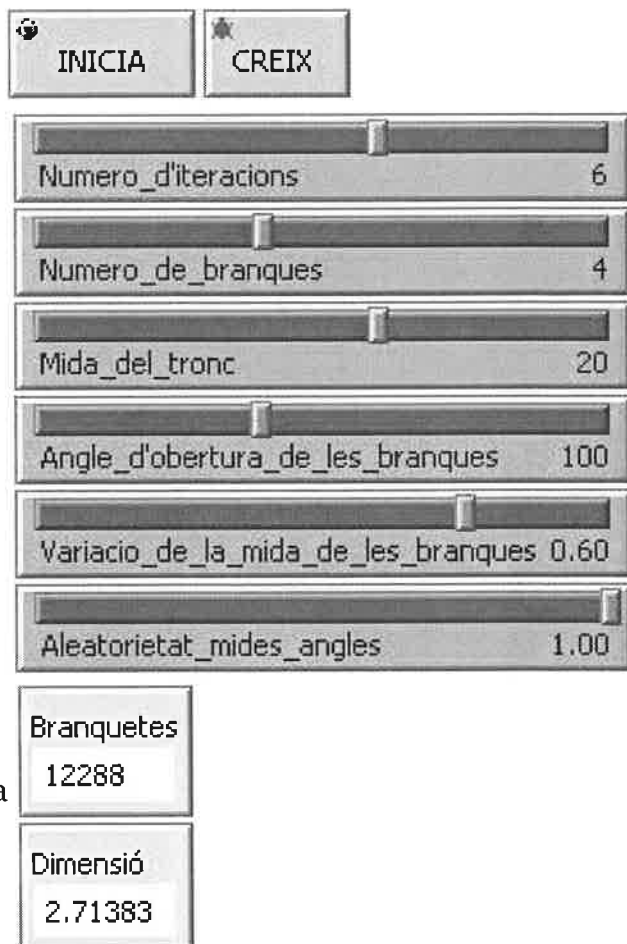 INICIA CREIX
Numero_d'iteracions 6
Numero_de_branques 4
Mida_del_tronc 20
Angle_d'obertura_de_les_branques 100
Variacio_de_la_mida_de_les_branques 0.60
Aleatorietat_mides_angles 1.00
Branquetes
a 12288
Dimensió
2.71383